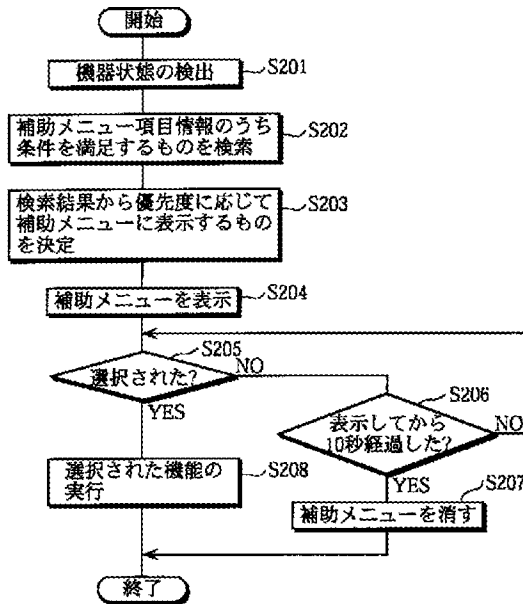 開始
機器状態の検出
S201
補助メニュー項目情報のうち
条件を満足するものを検索
S202
検索結果から優先度に応じて
補助メニューに表示するもの
を決定
S203
補助メニューを表示
S204
選択された?
S205
NO
YES
表示してから
10秒経過した?
S206
NO
YES
選択された機能の
実行
S208
補助メニューを消す
S207
終了